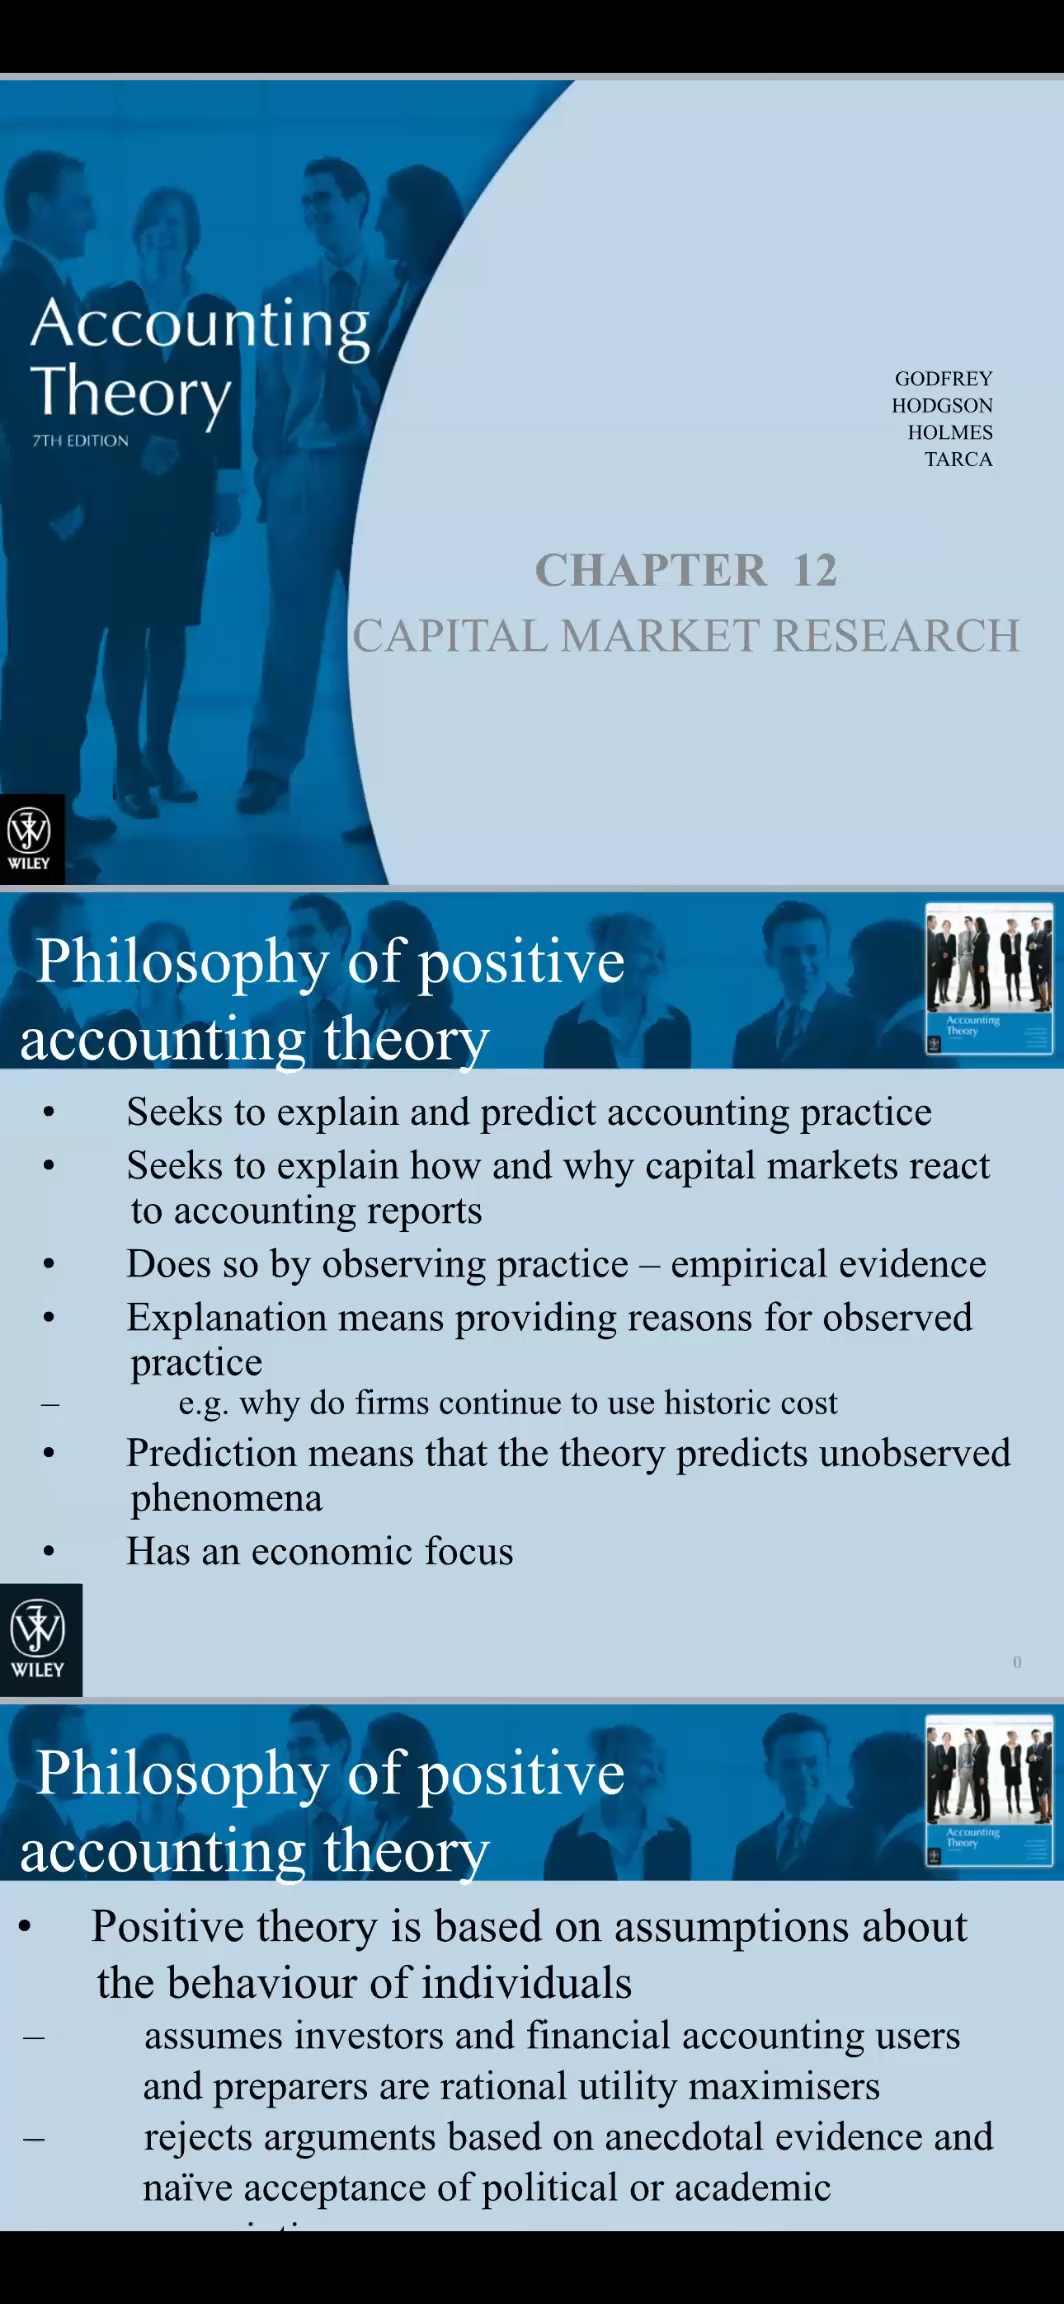 Accounting
Theory
7TH EDITION
GODFREY
HODGSON
HOLMES
TARCA
CHAPTER 12
CAPITAL MARKET RESEARCH
WILEY
Philosophy of positive
accounting theory
Accounting
Theory
• Seeks to explain and predict accounting practice
• Seeks to explain how and why capital markets react
to accounting reports
• Does so by observing practice – empirical evidence
• Explanation means providing reasons for observed
practice
– e.g. why do firms continue to use historic cost
• Prediction means that the theory predicts unobserved
phenomena
• Has an economic focus
WILEY
0
Philosophy of positive
accounting theory
Accounting
Theory
• Positive theory is based on assumptions about
the behaviour of individuals
– assumes investors and financial accounting users
and preparers are rational utility maximisers
– rejects arguments based on anecdotal evidence and
naïve acceptance of political or academic